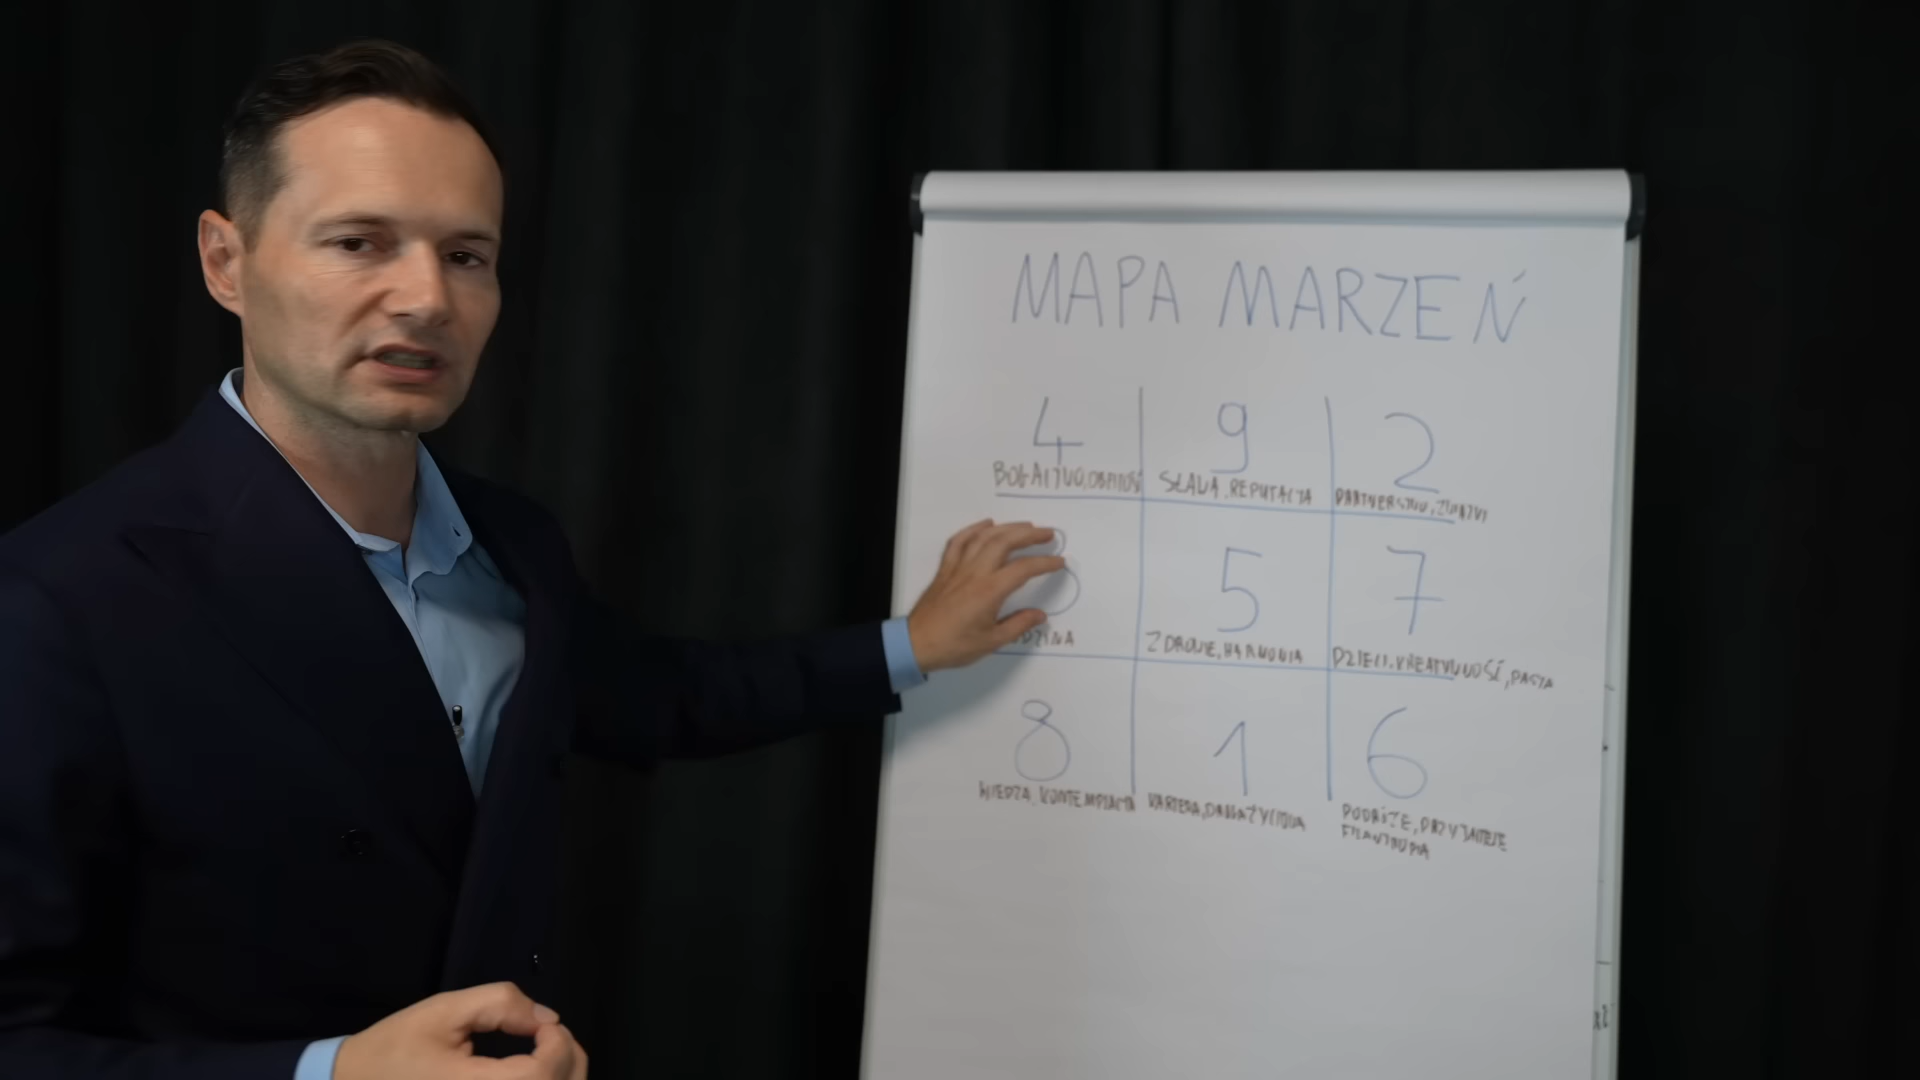 MAPA MARZEŃ
4 9 2
BOGACTWO, OBFITOŚĆ SŁAWA, REPUTACJA PARTNERSTWO, ZWIĄZKI
3 5 7
RODZINA ZDROWIE, HARMONIA DZIECI, KREATYWNOŚĆ, PASJA
8 1 6
WIEDZA, KONTEMPLACJA KARIERA, DROGA ŻYCIOWA PODRÓŻE, PRZYJACIELE
FILANTROPIA